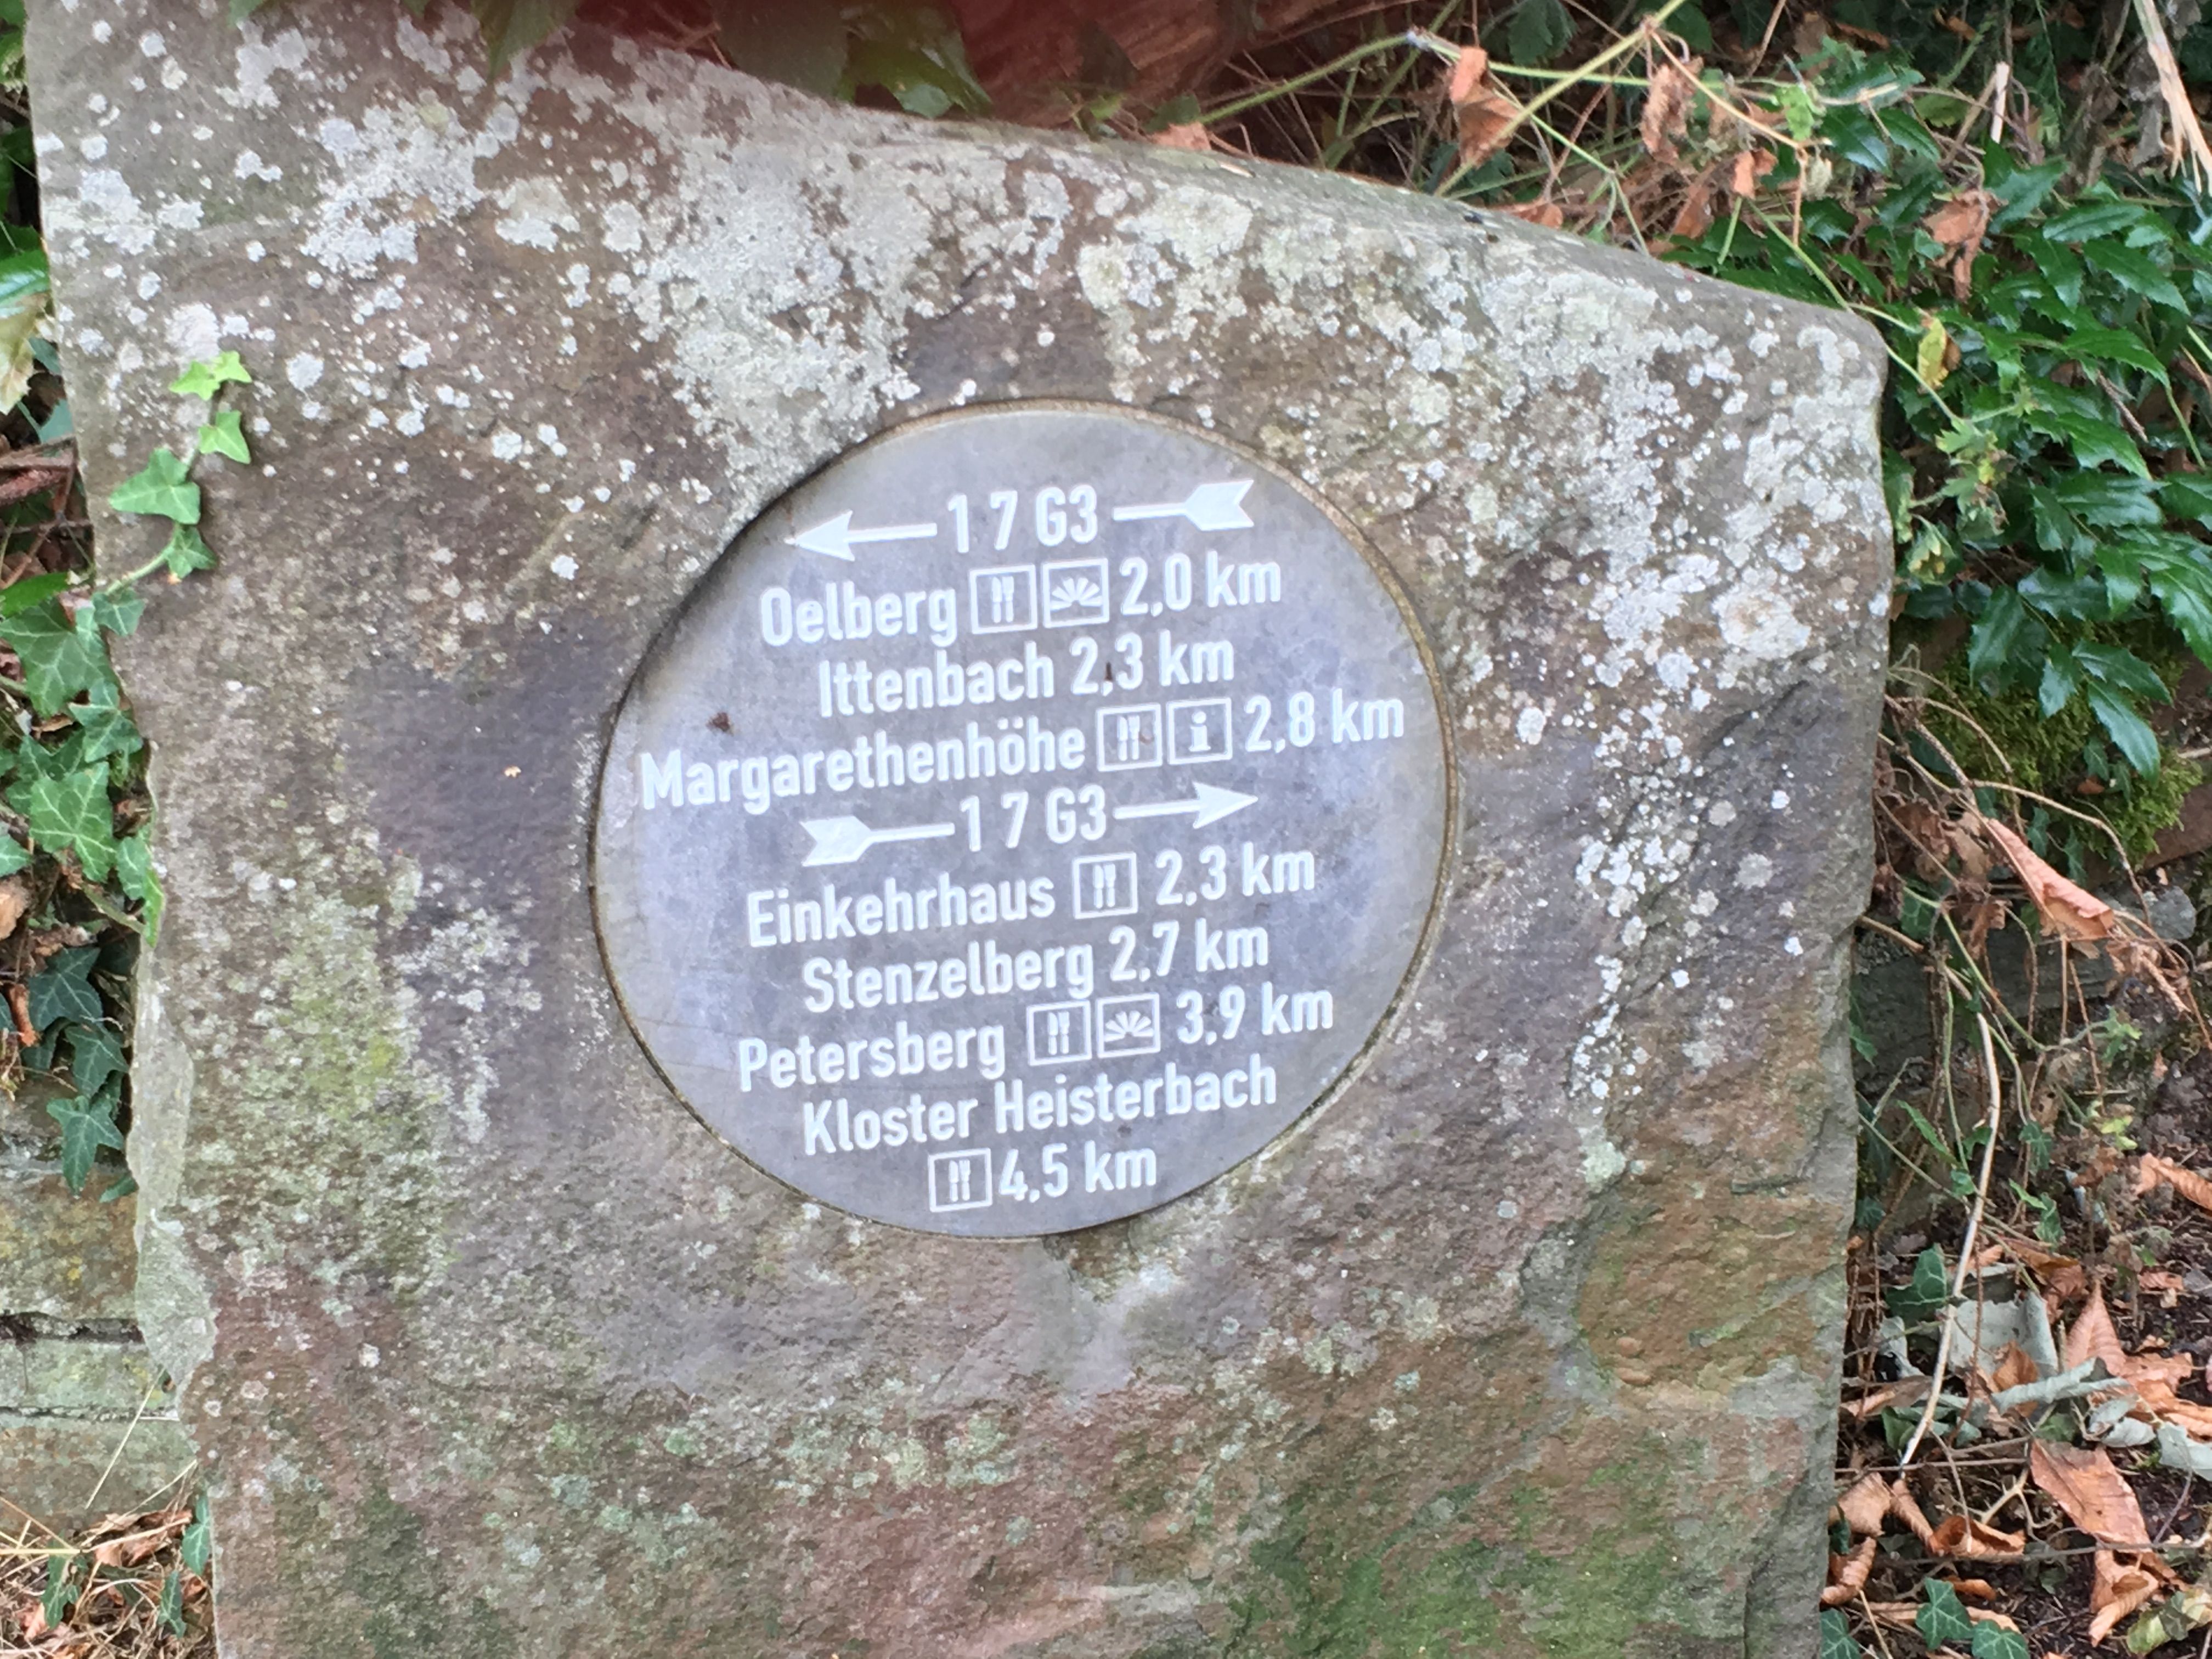 1 7 G3
Oelberg 2,0 km
Ittenbach 2,3 km
Margarethenhöhe i 2,8 km
1 7 G3
Einkehrhaus 2,3 km
Stenzelberg 2,7 km
Petersberg 3,9 km
Kloster Heisterbach
4,5 km